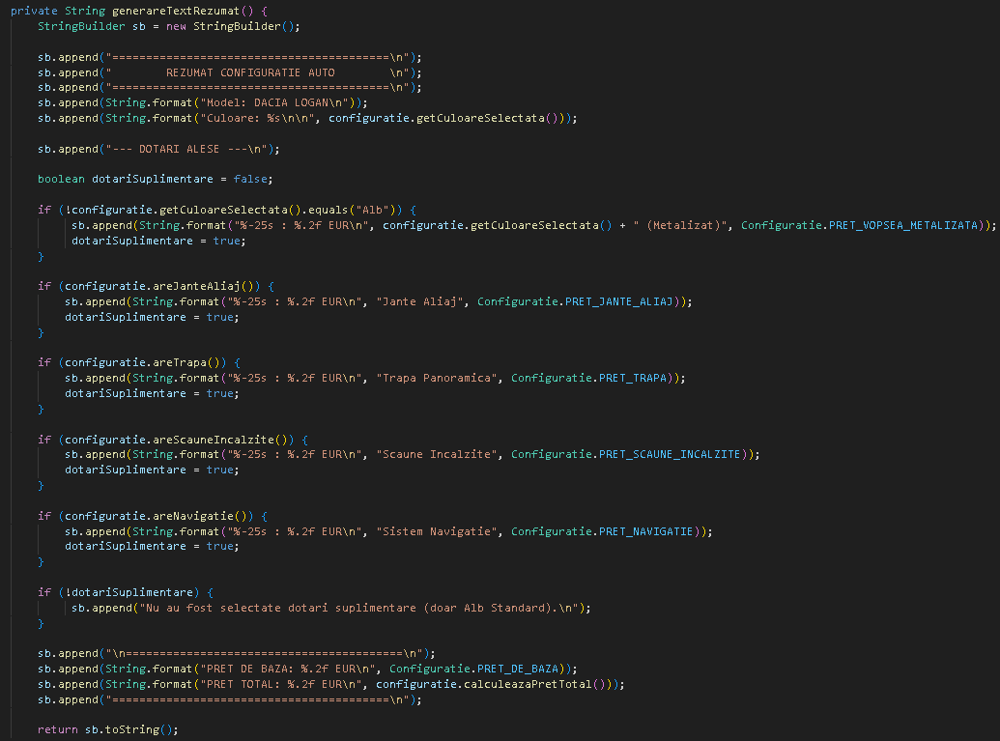 private String generareTextRezumat() {
    StringBuilder sb = new StringBuilder();

    sb.append("=========================================\n");
    sb.append("        REZUMAT CONFIGURATIE AUTO        \n");
    sb.append("=========================================\n");
    sb.append(String.format("Model: DACIA LOGAN\n"));
    sb.append(String.format("Culoare: %s\n\n", configuratie.getCuloareSelectata()));

    sb.append("--- DOTARI ALESE ---\n");

    boolean dotariSuplimentare = false;

    if (!configuratie.getCuloareSelectata().equals("Alb")) {
        sb.append(String.format("%-25s : %.2f EUR\n", configuratie.getCuloareSelectata() + " (Metalizat)", Configuratie.PRET_VOPSEA_METALIZATA));
        dotariSuplimentare = true;
    }

    if (configuratie.areJanteAliaj()) {
        sb.append(String.format("%-25s : %.2f EUR\n", "Jante Aliaj", Configuratie.PRET_JANTE_ALIAJ));
        dotariSuplimentare = true;
    }

    if (configuratie.areTrapa()) {
        sb.append(String.format("%-25s : %.2f EUR\n", "Trapa Panoramica", Configuratie.PRET_TRAPA));
        dotariSuplimentare = true;
    }

    if (configuratie.areScauneIncalzite()) {
        sb.append(String.format("%-25s : %.2f EUR\n", "Scaune Incalzite", Configuratie.PRET_SCAUNE_INCALZITE));
        dotariSuplimentare = true;
    }

    if (configuratie.areNavigatie()) {
        sb.append(String.format("%-25s : %.2f EUR\n", "Sistem Navigatie", Configuratie.PRET_NAVIGATIE));
        dotariSuplimentare = true;
    }

    if (!dotariSuplimentare) {
        sb.append("Nu au fost selectate dotari suplimentare (doar Alb Standard).\n");
    }

    sb.append("\n=========================================\n");
    sb.append(String.format("PRET DE BAZA: %.2f EUR\n", Configuratie.PRET_DE_BAZA));
    sb.append(String.format("PRET TOTAL: %.2f EUR\n", configuratie.calculeazaPretTotal()));
    sb.append("=========================================\n");

    return sb.toString();